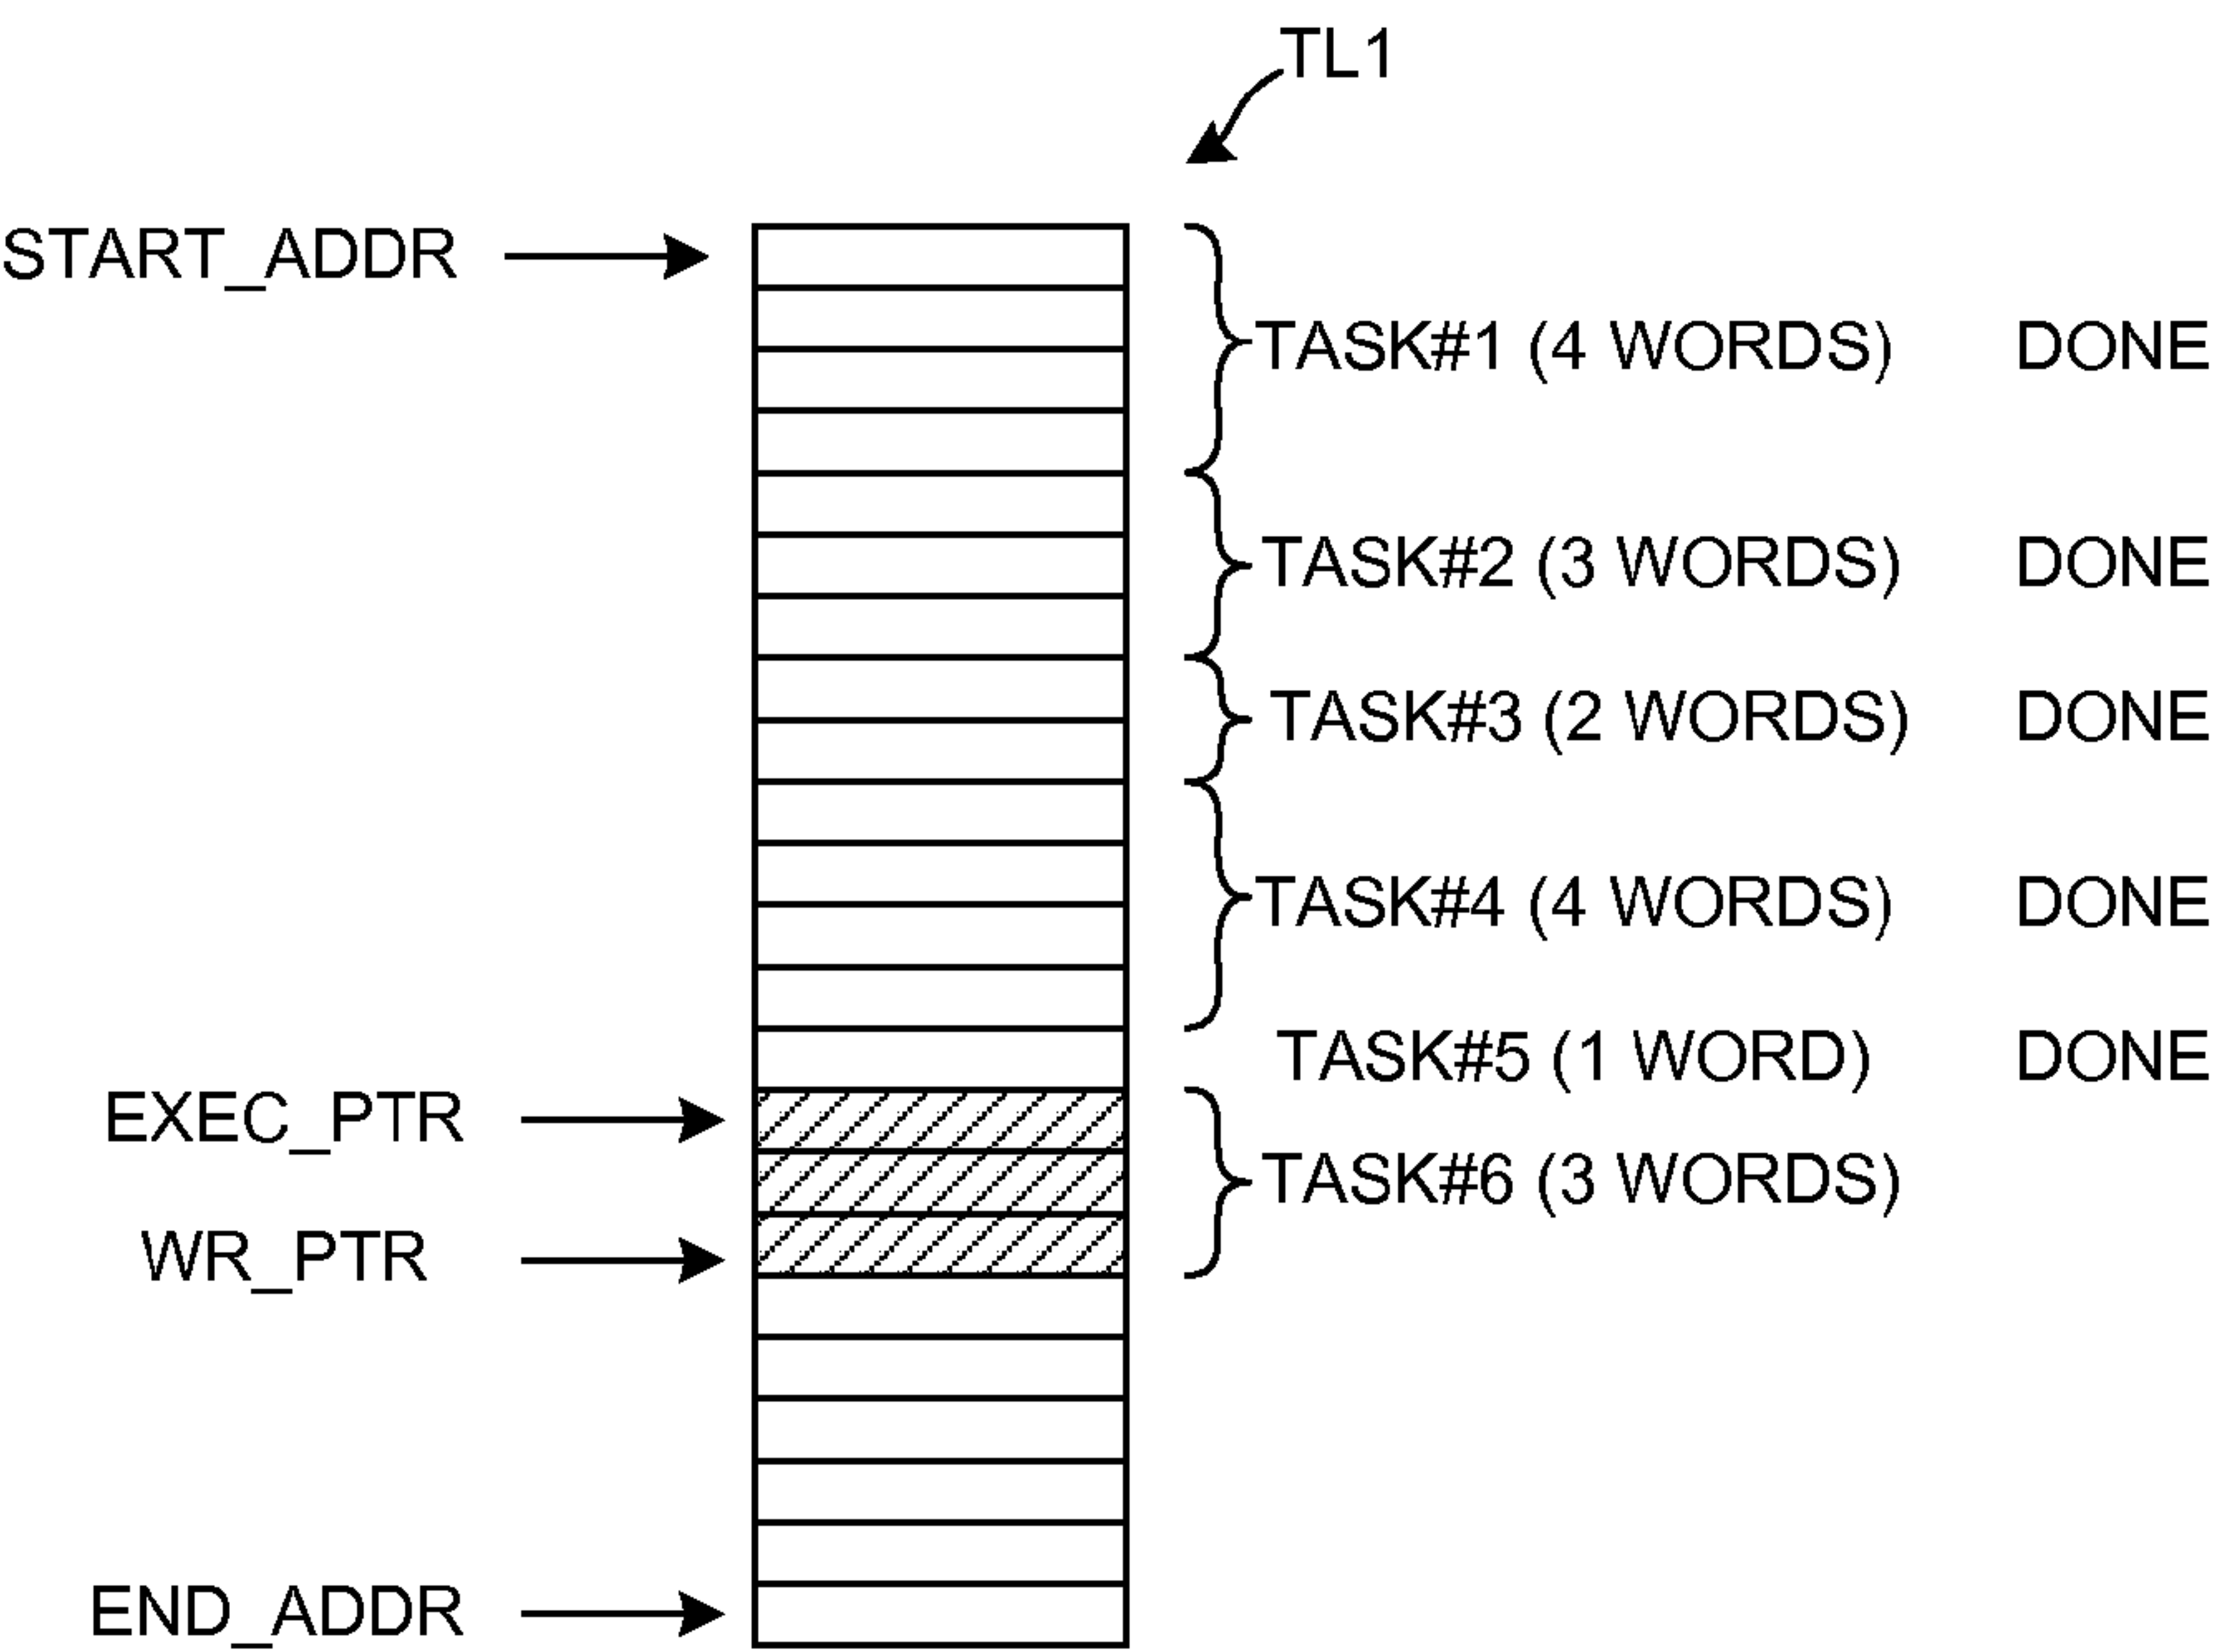 TL1
START_ADDR
TASK#1 (4 WORDS) DONE
TASK#2 (3 WORDS) DONE
TASK#3 (2 WORDS) DONE
TASK#4 (4 WORDS) DONE
TASK#5 (1 WORD) DONE
EXEC_PTR
TASK#6 (3 WORDS)
WR_PTR
END_ADDR